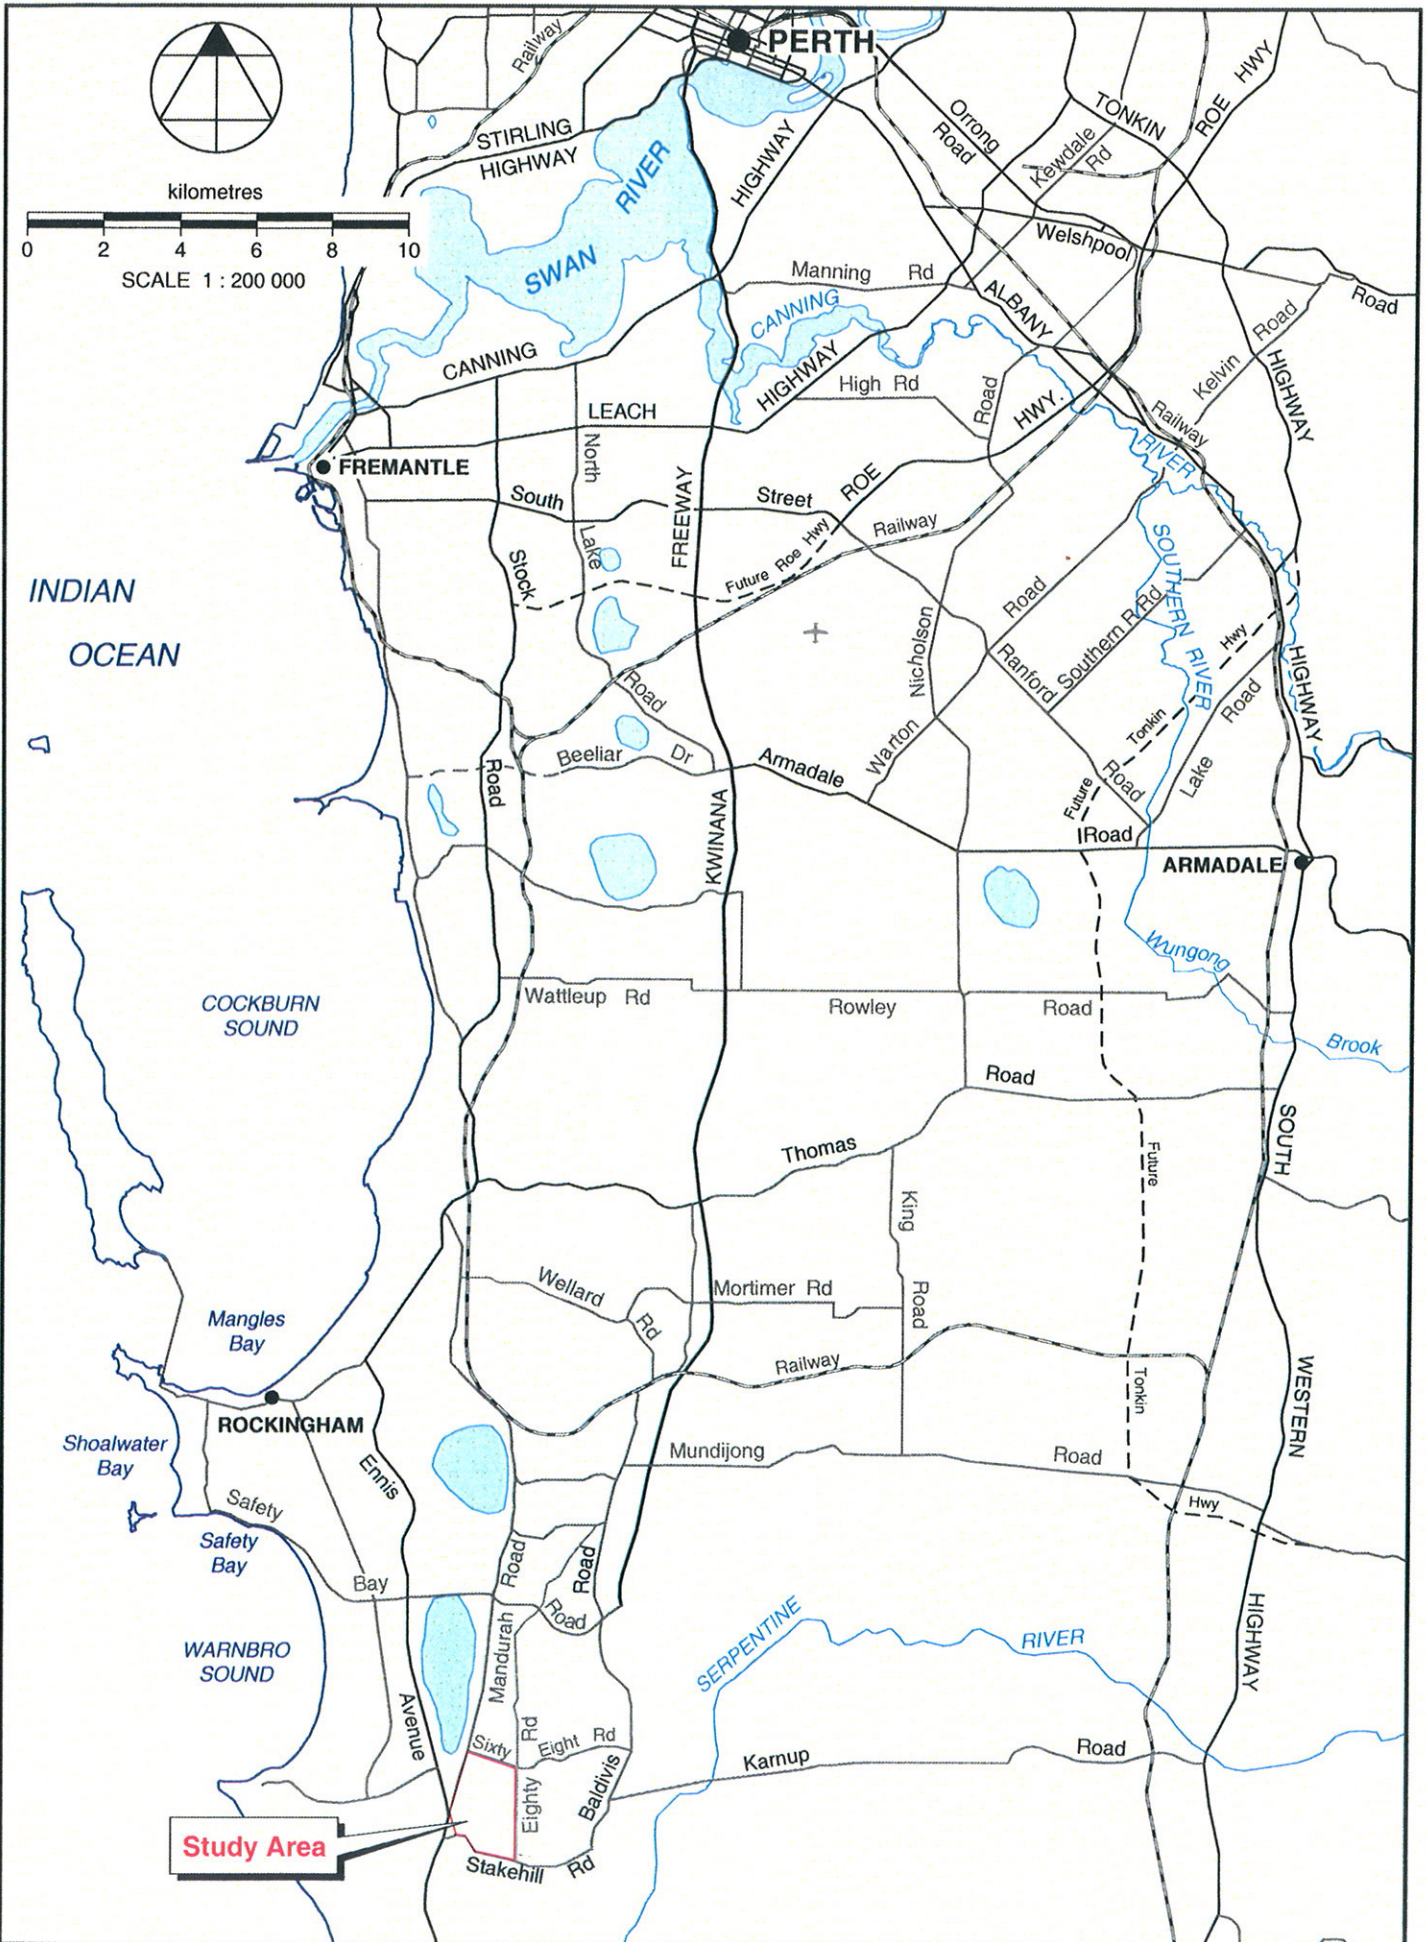 PERTH
Railway
STIRLING
HIGHWAY
RIVER
SWAN
HIGHWAY
Orrong
Road
TONKIN
ROE HWY
Kewdale
Rd
kilometres
0 2 4 6 8 10
SCALE 1 : 200 000
Welshpool
Road
Manning Rd
CANNING
ALBANY
Kelvin Road
HIGHWAY
CANNING
HIGHWAY
High Rd
Road
HWY.
Railway
RIVER
LEACH
North
FREMANTLE
South
Street
ROE
Railway
FREEWAY
Lake
Stock
Future Roe Hwy
INDIAN
OCEAN
SOUTHERN RIVER
Road
Southern R Rd
Nicholson
Ranford
Hwy
HIGHWAY
Road
Tonkin
Road
Warton
Beeliar Dr
Armadale
Road
Lake
Future
Road
KWINANA
Road
ARMADALE
Wungong
Brook
COCKBURN
SOUND
Wattleup Rd
Rowley
Road
Road
SOUTH
Thomas
Future
King
Road
Wellard
Rd
Mortimer Rd
Mangles
Bay
Railway
Tonkin
WESTERN
ROCKINGHAM
Shoalwater
Bay
Ennis
Mundijong
Road
Hwy
Safety
Safety
Bay
Bay
Road
Road
Road
WARNBRO
SOUND
Mandurah
SERPENTINE
RIVER
HIGHWAY
Avenue
Sixty
Rd
Eight Rd
Karnup
Road
Eighty
Baldivis
Study Area
Stakehill Rd